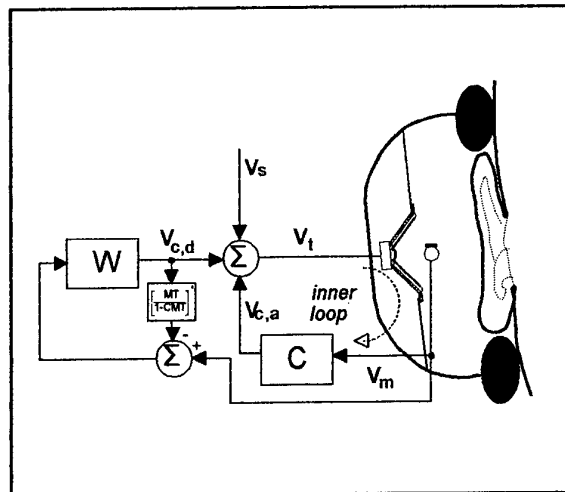 Vs
Vc,d
Vt
W
Σ
[MT
1-CMT]'
Vc,a
inner
loop
-
+
Σ
C
Vm